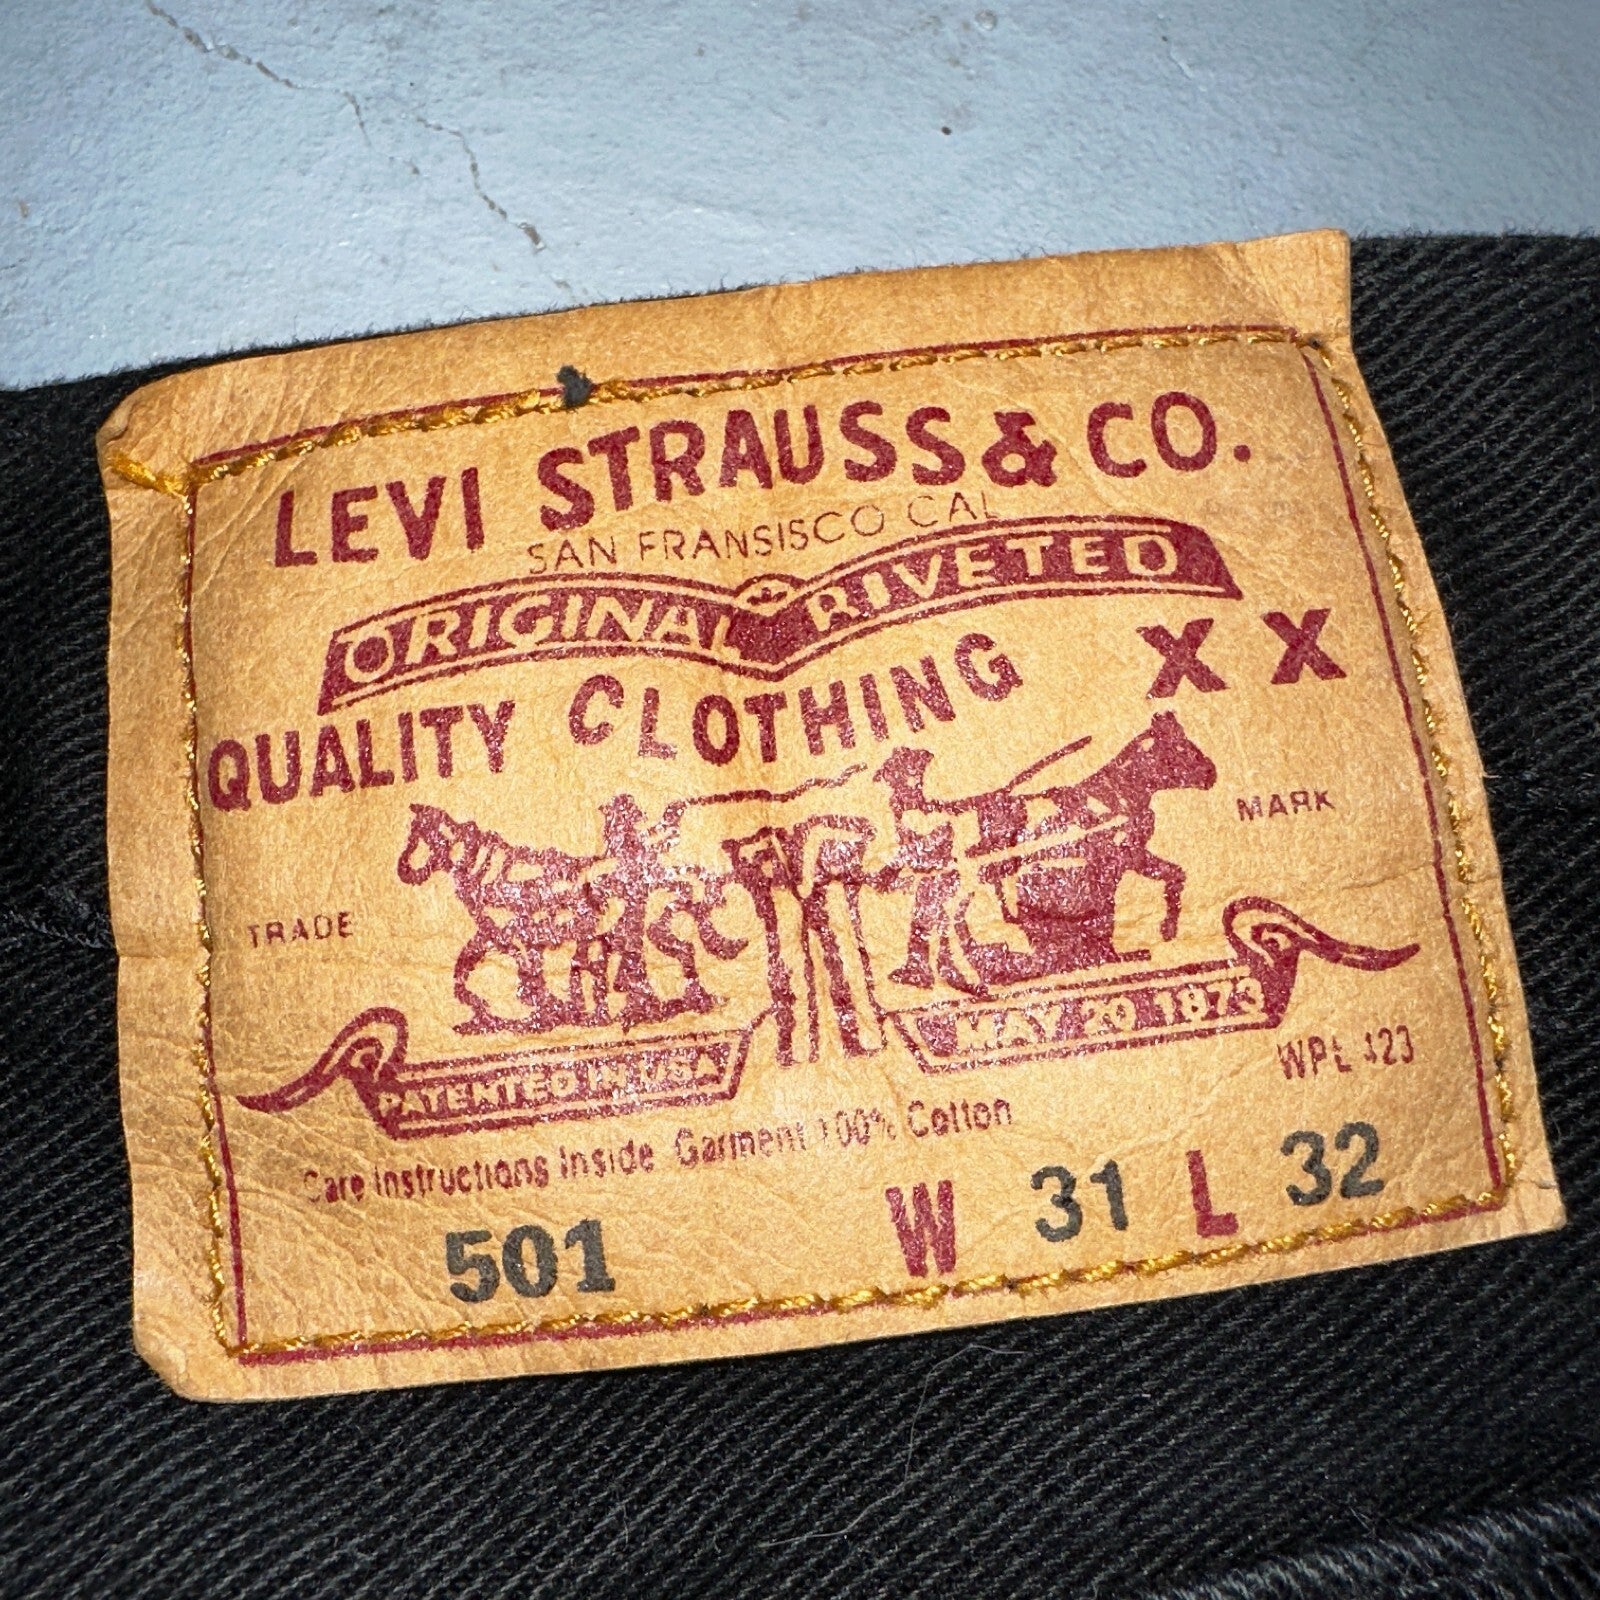 LEVI STRAUSS & CO.
SAN FRANSISCO CAL
ORIGINAL RIVETED
QUALITY CLOTHING X X
TRADE MARK
PATENTED IN USA MAY 20 1873
WPL 423
Care Instructions Inside Garment 100% Cotton
501 W 31 L 32